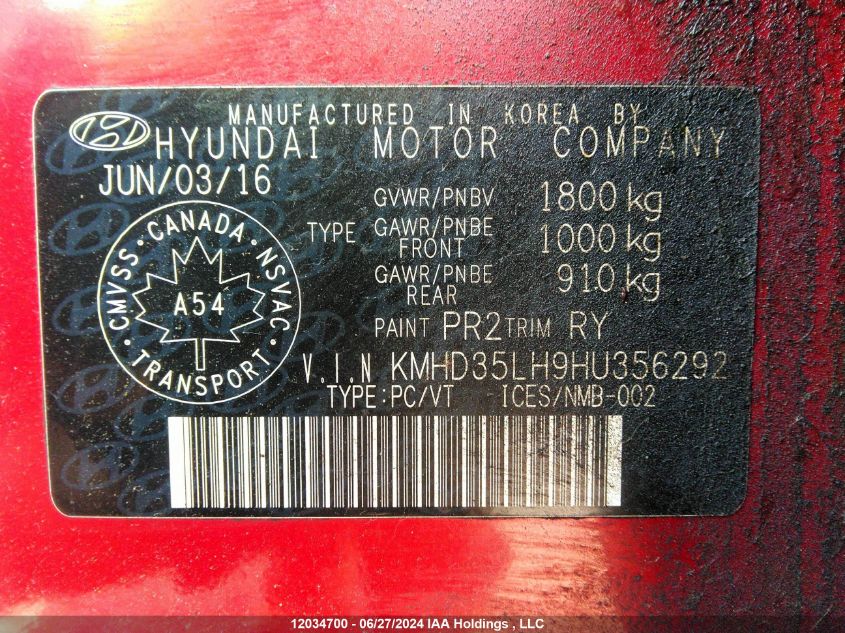 MANUFACTURED IN KOREA BY
HYUNDAI MOTOR COMPANY
JUN/03/16
GVWR/PNBV 1800 kg
TYPE GAWR/PNBE FRONT 1000 kg
GAWR/PNBE REAR 910 kg
PAINT PR2 TRIM RY
CMVSS · CANADA · NSVAC · TRANSPORT ·
A54
V.I.N KMHD35LH9HU356292
TYPE:PC/VT ICES/NMB-002
12034700 - 06/27/2024 IAA Holdings , LLC